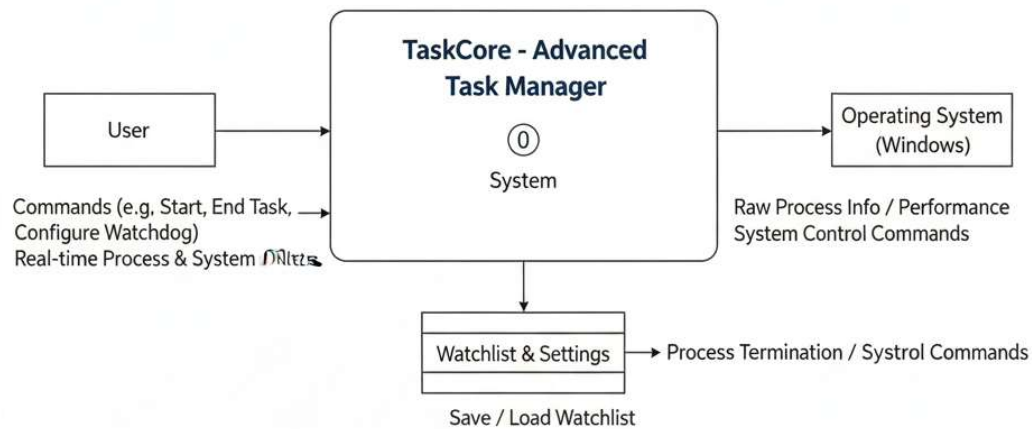 TaskCore - Advanced
Task Manager
0
System
User
Operating System
(Windows)
Commands (e.g, Start, End Task,
Configure Watchdog)
Real-time Process & System
Raw Process Info / Performance
System Control Commands
Watchlist & Settings
Process Termination / Systrol Commands
Save / Load Watchlist